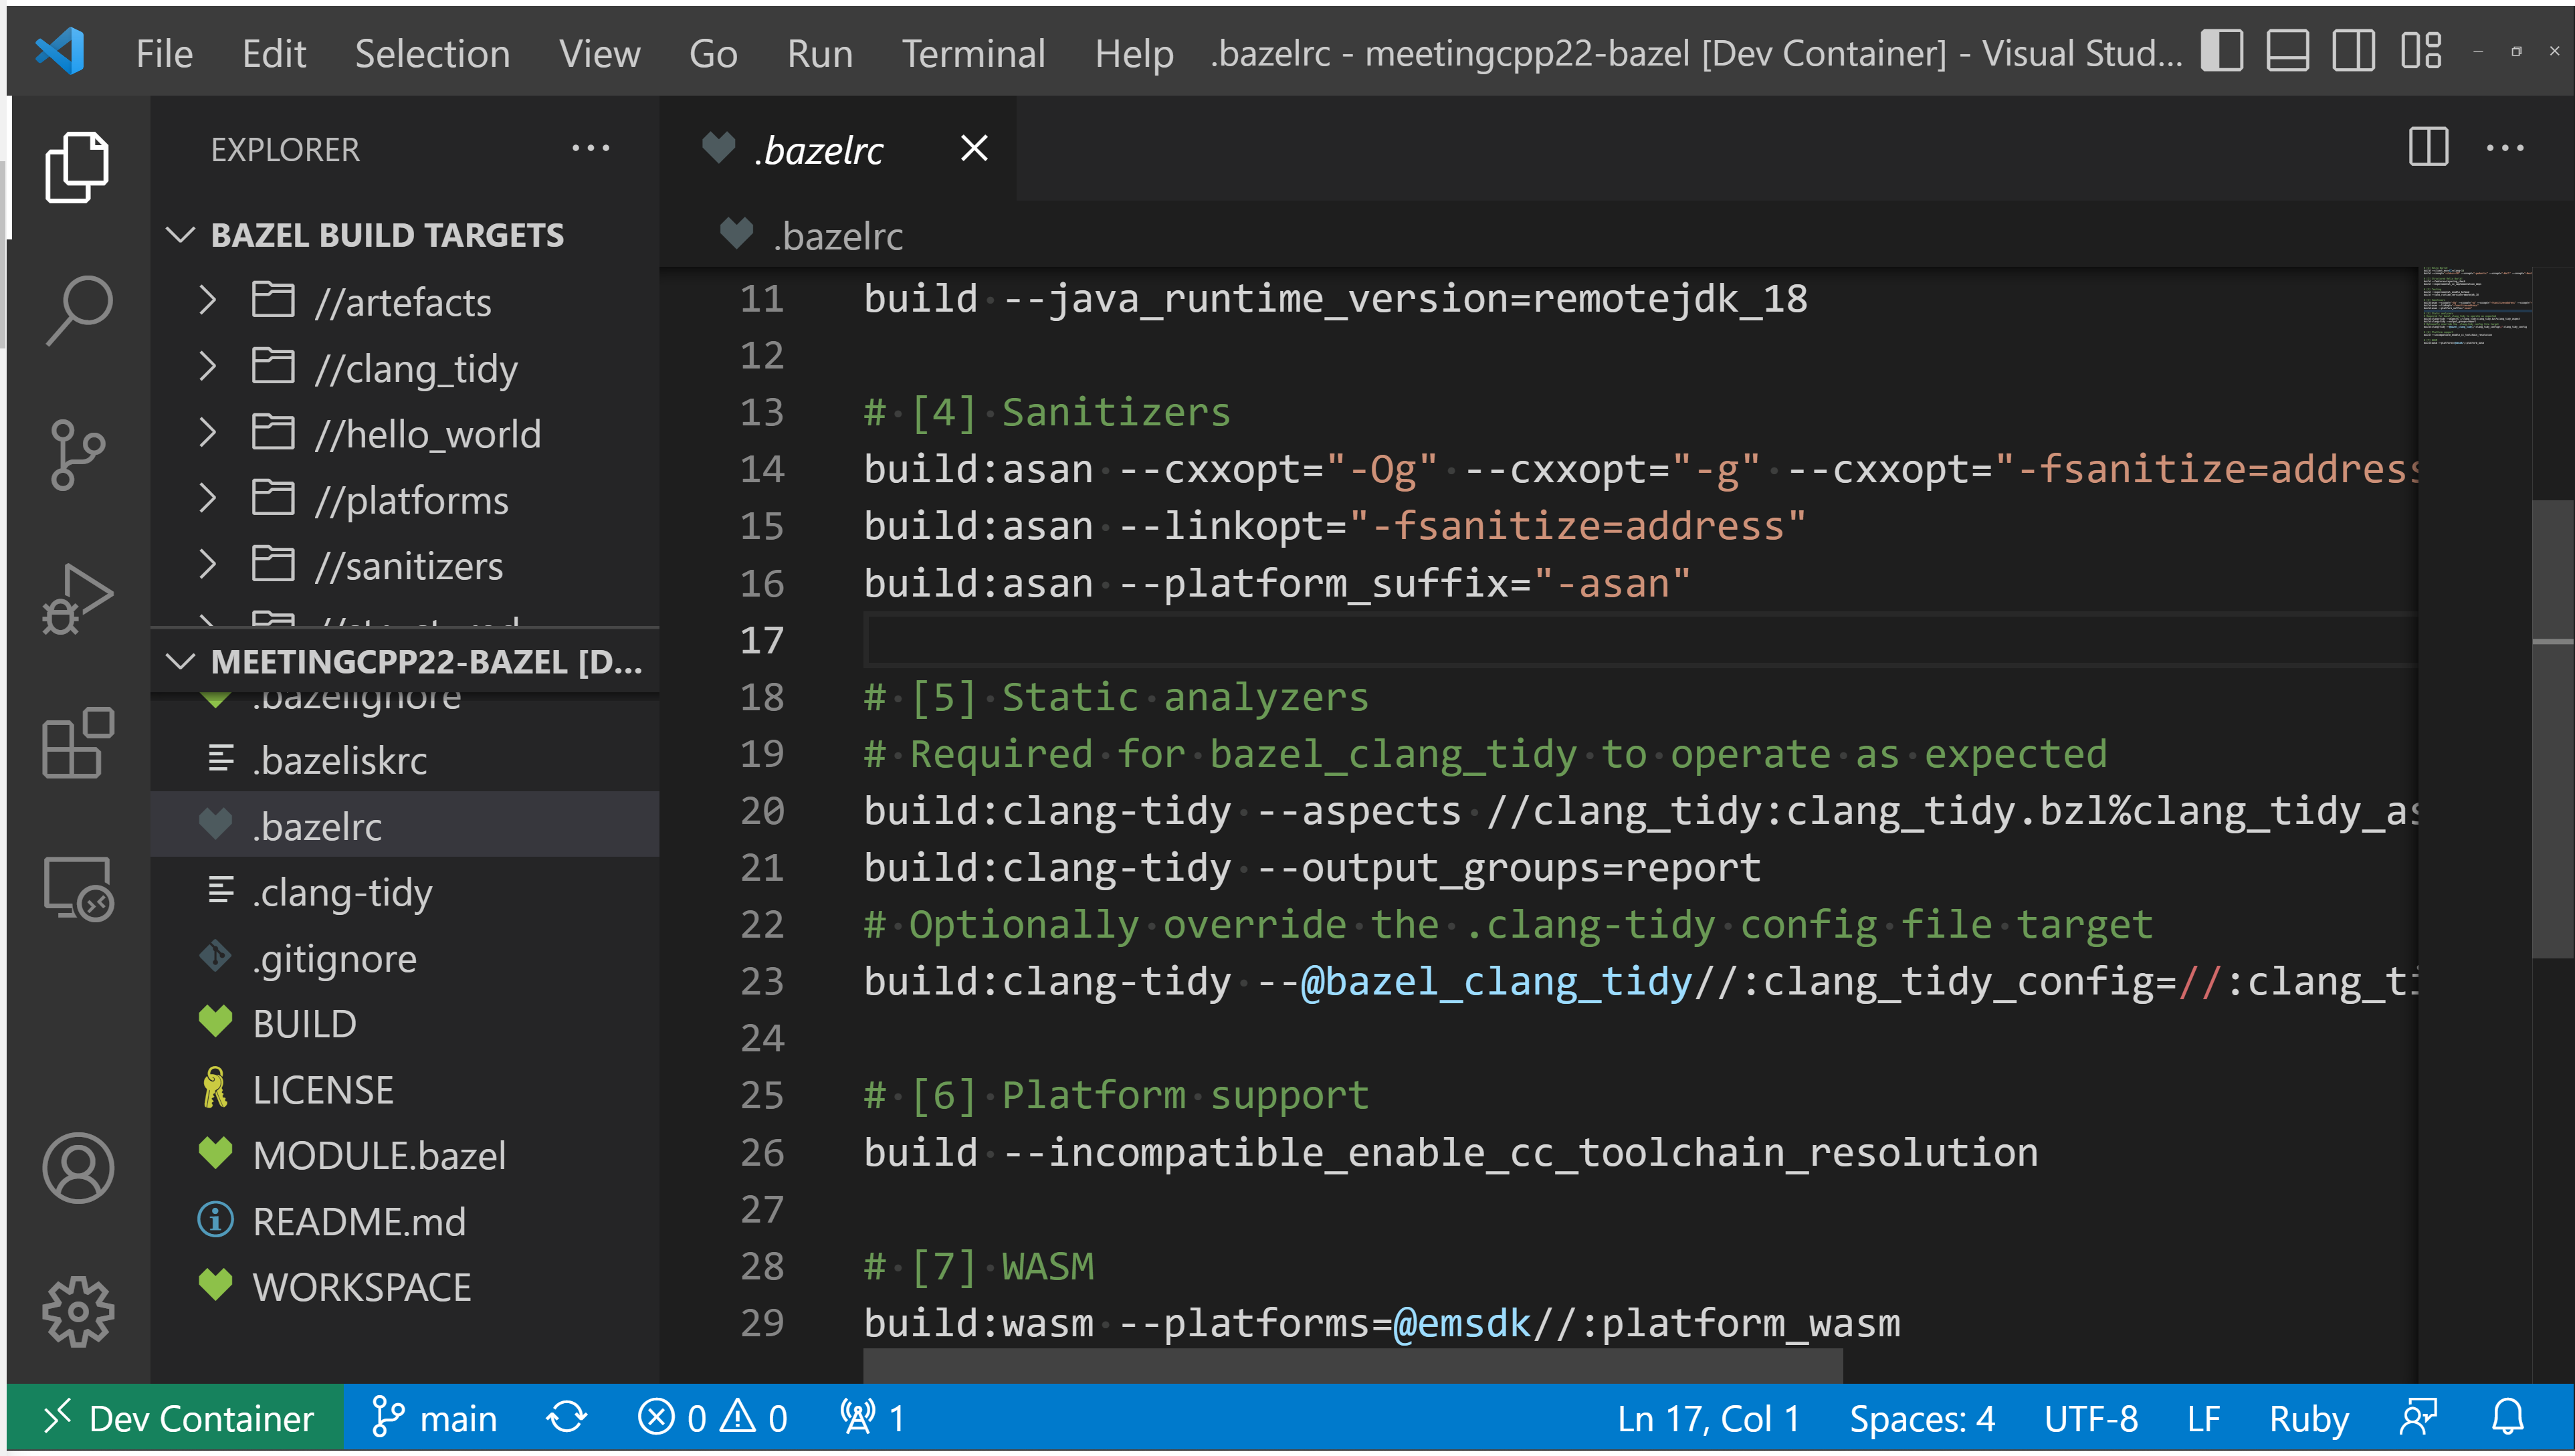 File Edit Selection View Go Run Terminal Help .bazelrc - meetingcpp22-bazel [Dev Container] - Visual Stud...
EXPLORER
BAZEL BUILD TARGETS
//artefacts
//clang_tidy
//hello_world
//platforms
//sanitizers
MEETINGCPP22-BAZEL [D...
.bazelignore
.bazeliskrc
.bazelrc
.clang-tidy
.gitignore
BUILD
LICENSE
MODULE.bazel
README.md
WORKSPACE
.bazelrc
.bazelrc
11 build --java_runtime_version=remotejdk_18
12
13 # [4] Sanitizers
14 build:asan --cxxopt="-Og" --cxxopt="-g" --cxxopt="-fsanitize=address
15 build:asan --linkopt="-fsanitize=address"
16 build:asan --platform_suffix="-asan"
17
18 # [5] Static analyzers
19 # Required for bazel_clang_tidy to operate as expected
20 build:clang-tidy --aspects //clang_tidy:clang_tidy.bzl%clang_tidy_as
21 build:clang-tidy --output_groups=report
22 # Optionally override the .clang-tidy config file target
23 build:clang-tidy --@bazel_clang_tidy//:clang_tidy_config=//:clang_ti
24
25 # [6] Platform support
26 build --incompatible_enable_cc_toolchain_resolution
27
28 # [7] WASM
29 build:wasm --platforms=@emsdk//:platform_wasm
Dev Container main 0 0 1 Ln 17, Col 1 Spaces: 4 UTF-8 LF Ruby